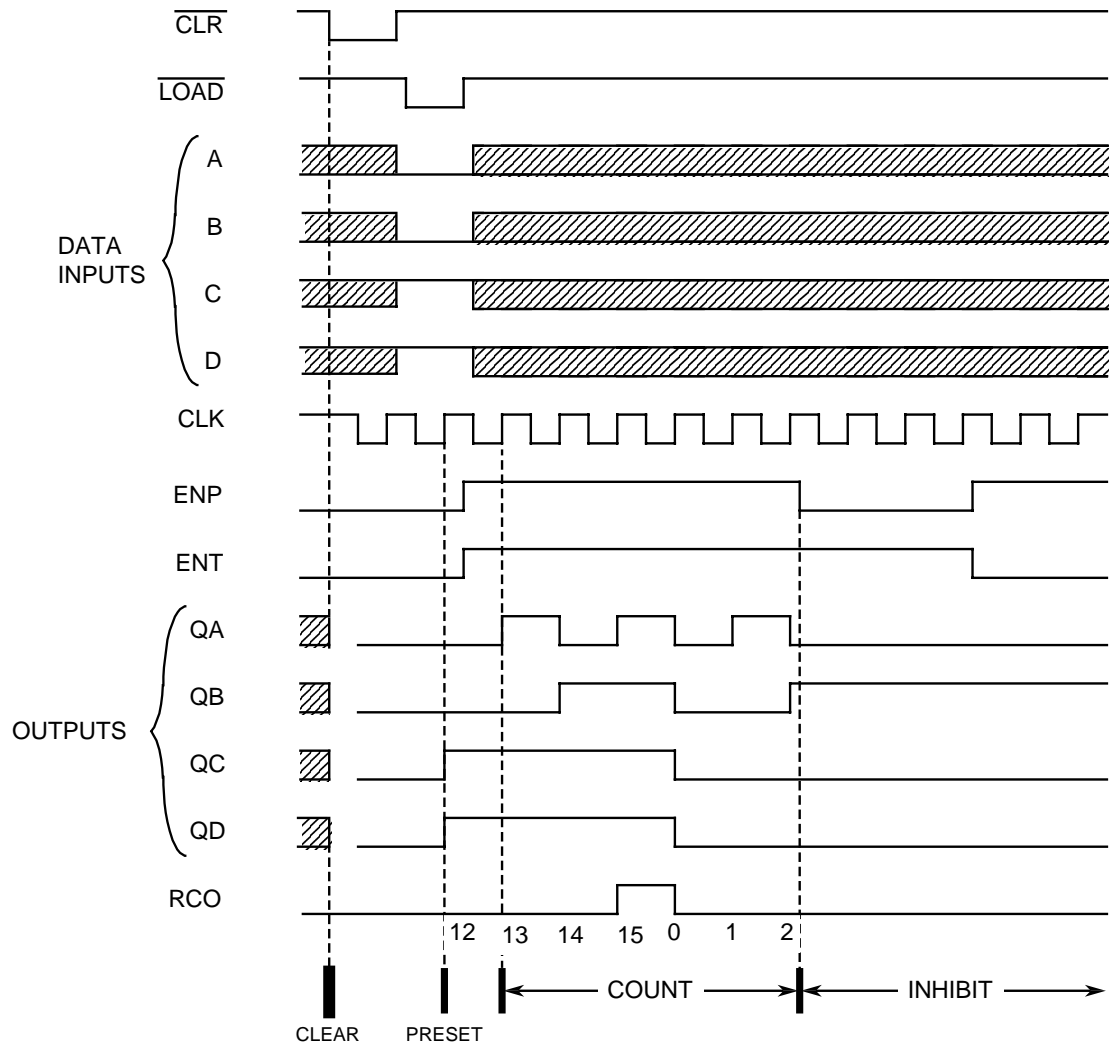 CLR
LOAD
A
B
DATA
INPUTS
C
D
CLK
ENP
ENT
QA
QB
OUTPUTS
QC
QD
RCO
12 13 14 15 0 1 2
COUNT INHIBIT
CLEAR PRESET